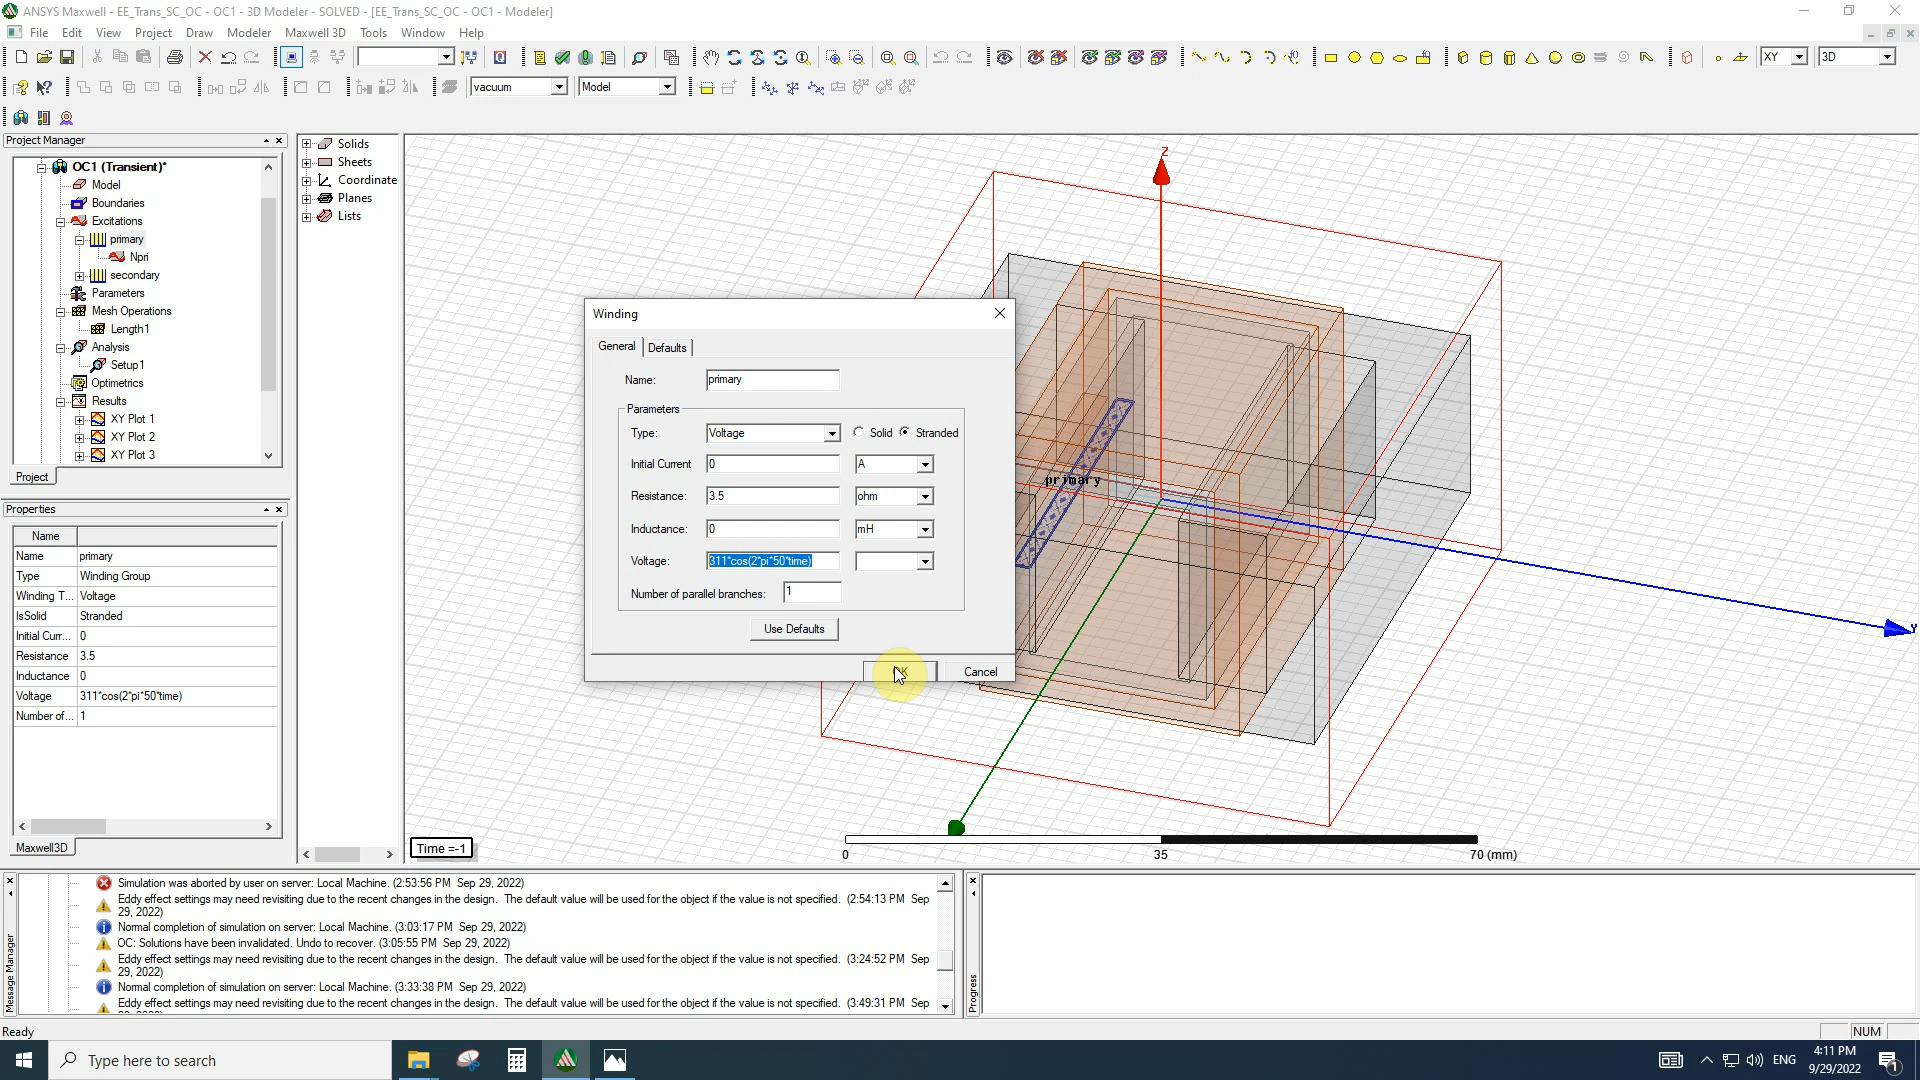 ANSYS Maxwell - EE_Trans_SC_OC - OC1 - 3D Modeler - SOLVED - [EE_Trans_SC_OC - OC1 - Modeler]
File Edit View Project Draw Modeler Maxwell 3D Tools Window Help
XY 3D
vacuum Model
Project Manager
OC1 (Transient)*
Model
Boundaries
Excitations
primary
Npri
secondary
Parameters
Mesh Operations
Length1
Analysis
Setup1
Optimetrics
Results
XY Plot 1
XY Plot 2
XY Plot 3
Project
Solids
Sheets
Coordinate
Planes
Lists
Properties
Name
Name primary
Type Winding Group
Winding T... Voltage
IsSolid Stranded
Initial Curr... 0
Resistance 3.5
Inductance 0
Voltage 311*cos(2*pi*50*time)
Number of... 1
Maxwell3D
Z
primary
Y
Time =-1
0 35 70 (mm)
Winding
General Defaults
Name: primary
Parameters
Type: Voltage Solid Stranded
Initial Current 0 A
Resistance: 3.5 ohm
Inductance: 0 mH
Voltage: 311*cos(2*pi*50*time)
Number of parallel branches: 1
Use Defaults
OK Cancel
Message Manager
Simulation was aborted by user on server: Local Machine. (2:53:56 PM Sep 29, 2022)
Eddy effect settings may need revisiting due to the recent changes in the design. The default value will be used for the object if the value is not specified. (2:54:13 PM Sep
29, 2022)
Normal completion of simulation on server: Local Machine. (3:03:17 PM Sep 29, 2022)
OC: Solutions have been invalidated. Undo to recover. (3:05:55 PM Sep 29, 2022)
Eddy effect settings may need revisiting due to the recent changes in the design. The default value will be used for the object if the value is not specified. (3:24:52 PM Sep
29, 2022)
Normal completion of simulation on server: Local Machine. (3:33:38 PM Sep 29, 2022)
Eddy effect settings may need revisiting due to the recent changes in the design. The default value will be used for the object if the value is not specified. (3:49:31 PM Sep
Progress
Ready NUM
Type here to search
ENG
4:11 PM
9/29/2022
1